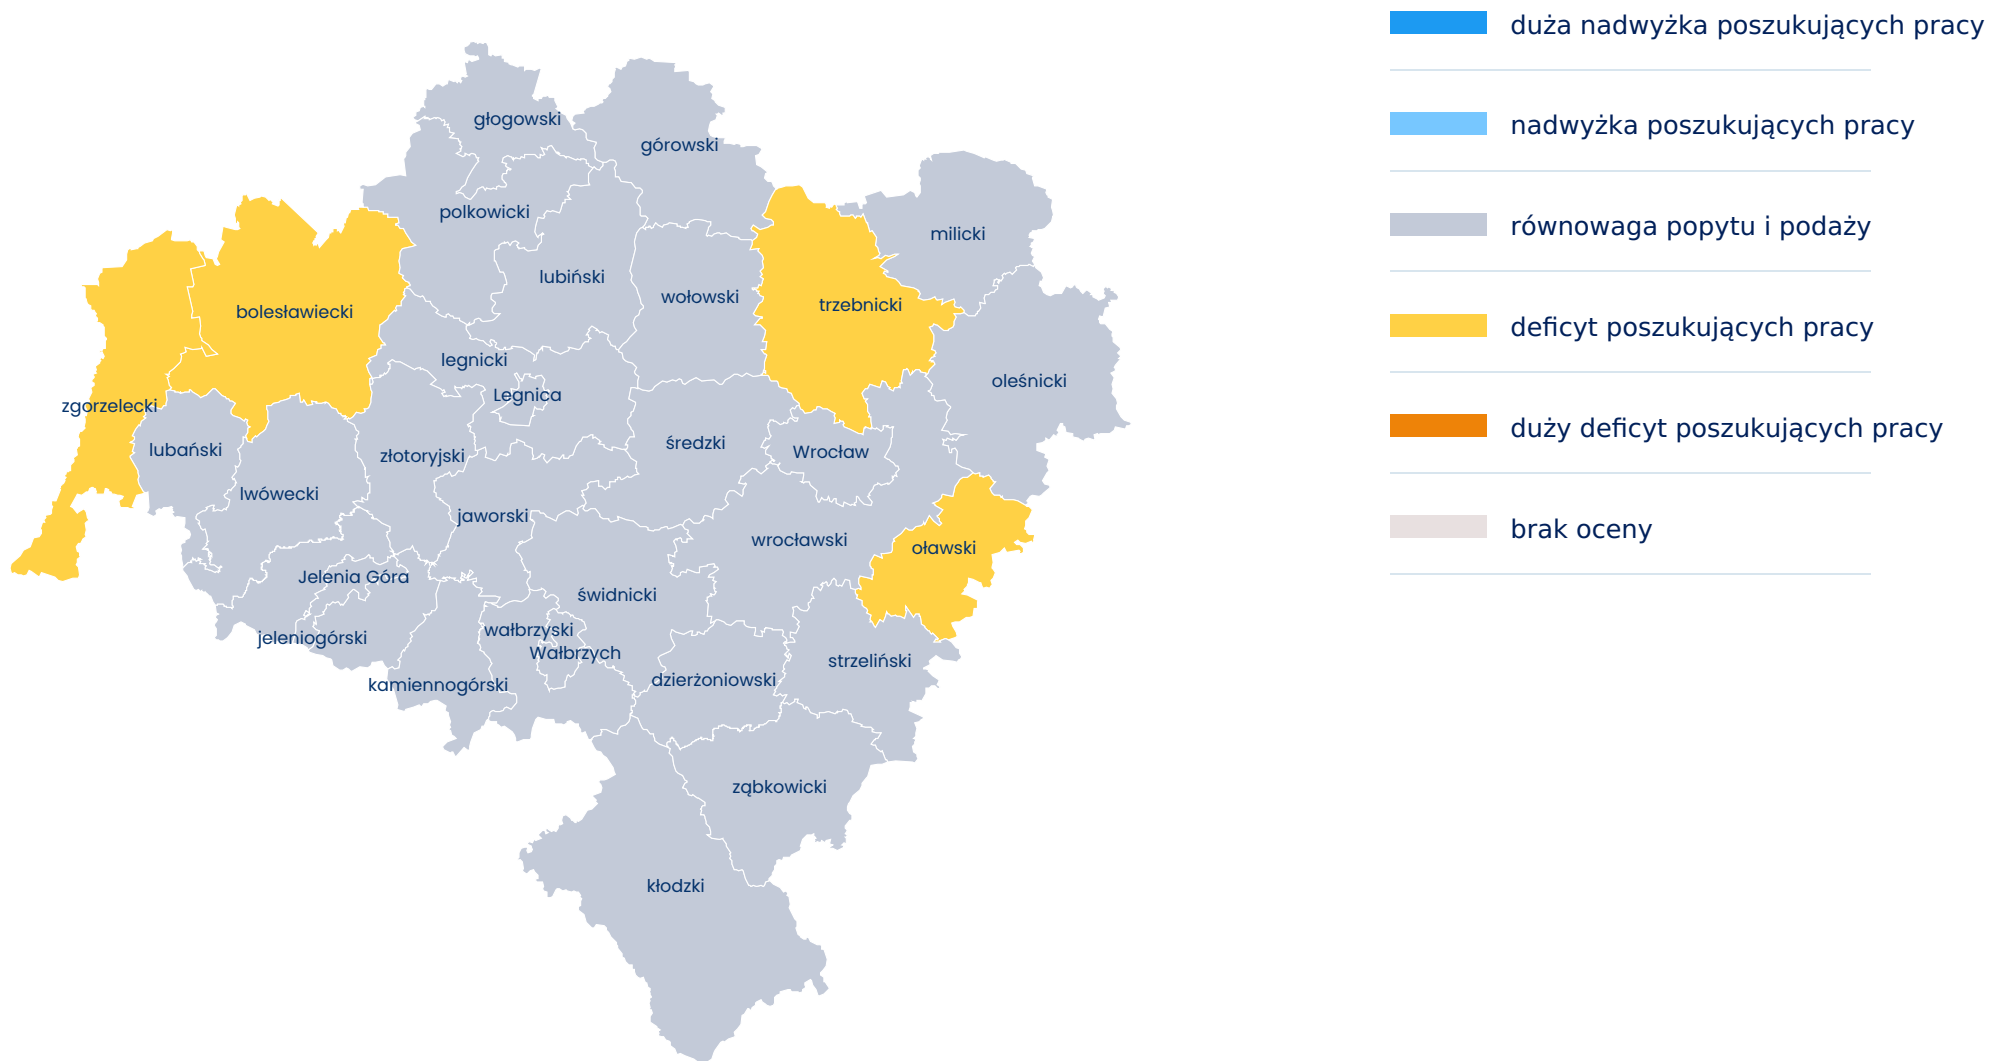 duża nadwyżka poszukujących pracy
nadwyżka poszukujących pracy
równowaga popytu i podaży
deficyt poszukujących pracy
duży deficyt poszukujących pracy
brak oceny
głogowski
górowski
polkowicki
milicki
lubiński
wołowski
trzebnicki
bolesławiecki
legnicki
Legnica
oleśnicki
zgorzelecki
lubański
złotoryjski
średzki
Wrocław
lwówecki
jaworski
wrocławski
oławski
Jelenia Góra
świdnicki
jeleniogórski
wałbrzyski
Wałbrzych
strzeliński
kamiennogórski
dzierżoniowski
ząbkowicki
kłodzki